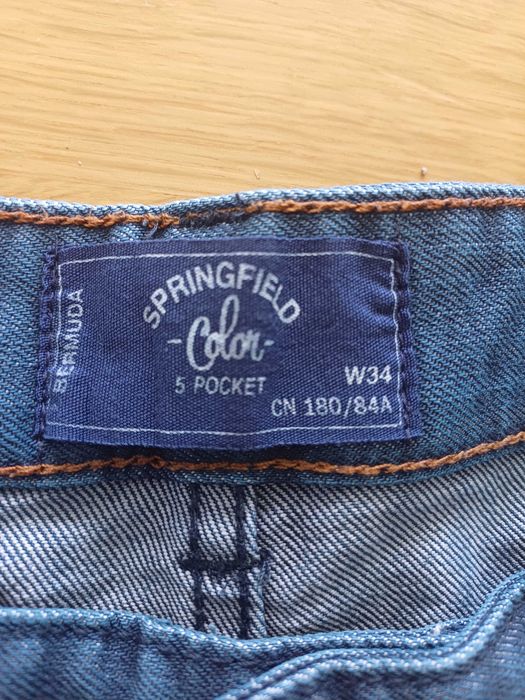 BERMUDA
SPRINGFIELD
-Color-
5 POCKET
W34
CN 180/84A